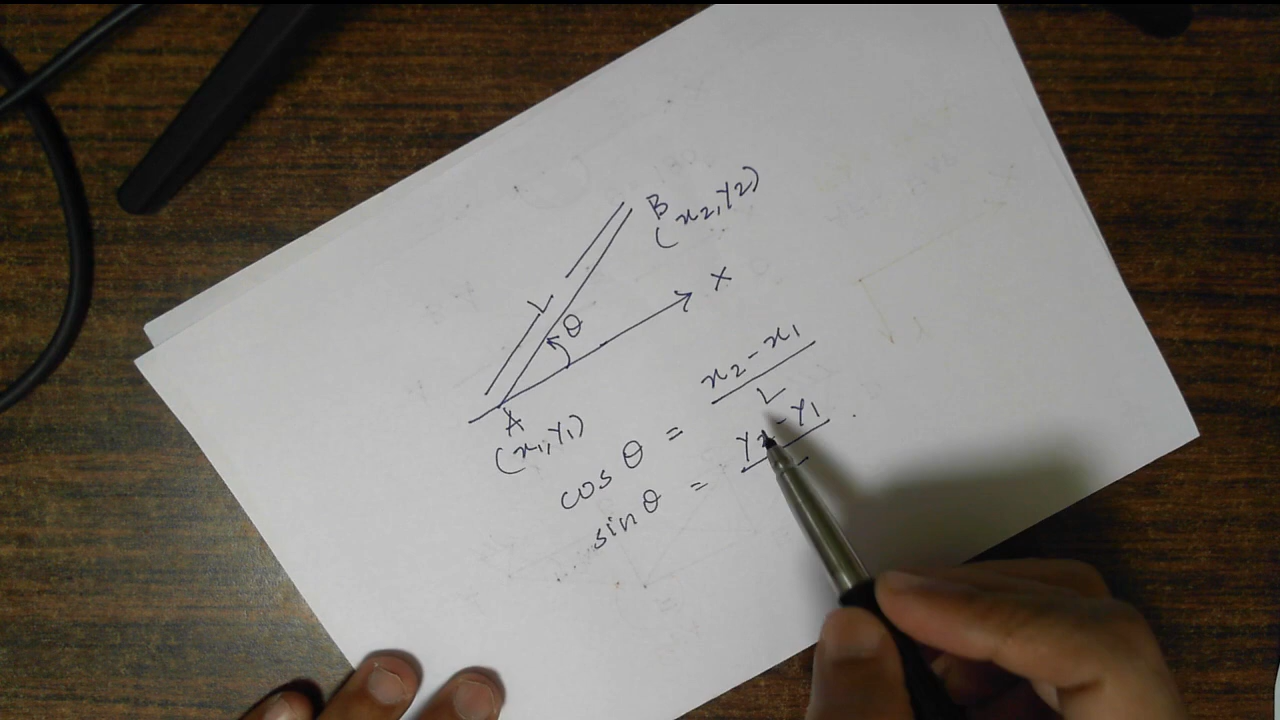 B
(x2, y2)
X
L
θ
A
(x1, y1)
cos θ = x2 - x1 / L
sin θ = y2 - y1 /